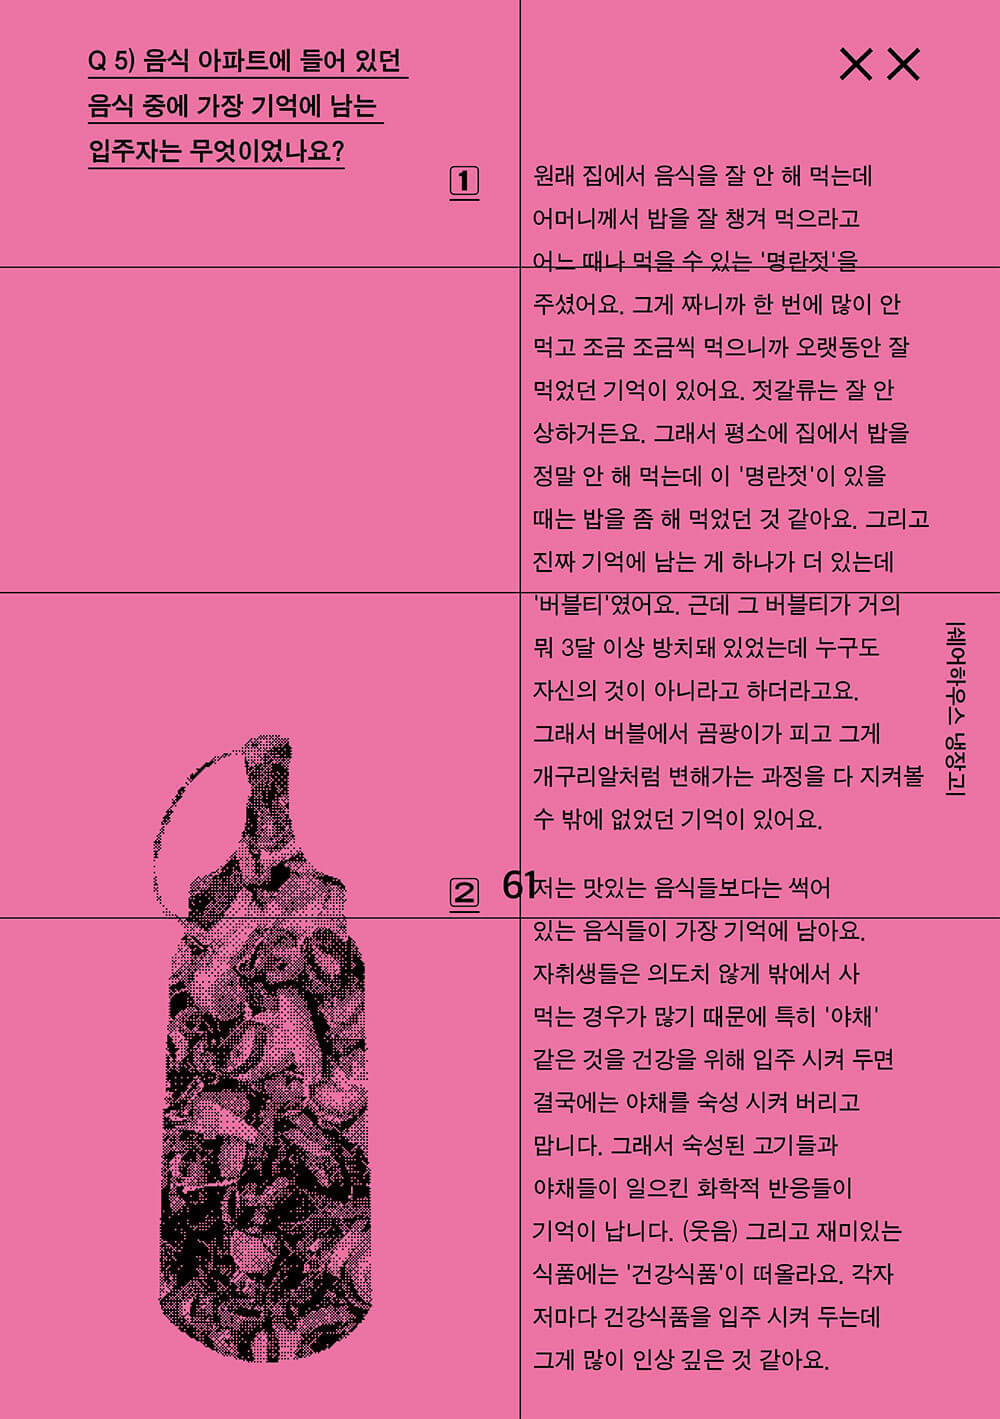 Q 5) 음식 아파트에 들어 있던
음식 중에 가장 기억에 남는
입주자는 무엇이었나요?
××
1
원래 집에서 음식을 잘 안 해 먹는데
어머니께서 밥을 잘 챙겨 먹으라고
어느 때나 먹을 수 있는 '명란젓'을
주셨어요. 그게 짜니까 한 번에 많이 안
먹고 조금 조금씩 먹으니까 오랫동안 잘
먹었던 기억이 있어요. 젓갈류는 잘 안
상하거든요. 그래서 평소에 집에서 밥을
정말 안 해 먹는데 이 '명란젓'이 있을
때는 밥을 좀 해 먹었던 것 같아요. 그리고
진짜 기억에 남는 게 하나가 더 있는데
'버블티'였어요. 근데 그 버블티가 거의
뭐 3달 이상 방치돼 있었는데 누구도
자신의 것이 아니라고 하더라고요.
그래서 버블에서 곰팡이가 피고 그게
개구리알처럼 변해가는 과정을 다 지켜볼
수 밖에 없었던 기억이 있어요.
|쉐어하우스 냉장고|
2
61
저는 맛있는 음식들보다는 썩어
있는 음식들이 가장 기억에 남아요.
자취생들은 의도치 않게 밖에서 사
먹는 경우가 많기 때문에 특히 '야채'
같은 것을 건강을 위해 입주 시켜 두면
결국에는 야채를 숙성 시켜 버리고
맙니다. 그래서 숙성된 고기들과
야채들이 일으킨 화학적 반응들이
기억이 납니다. (웃음) 그리고 재미있는
식품에는 '건강식품'이 떠올라요. 각자
저마다 건강식품을 입주 시켜 두는데
그게 많이 인상 깊은 것 같아요.